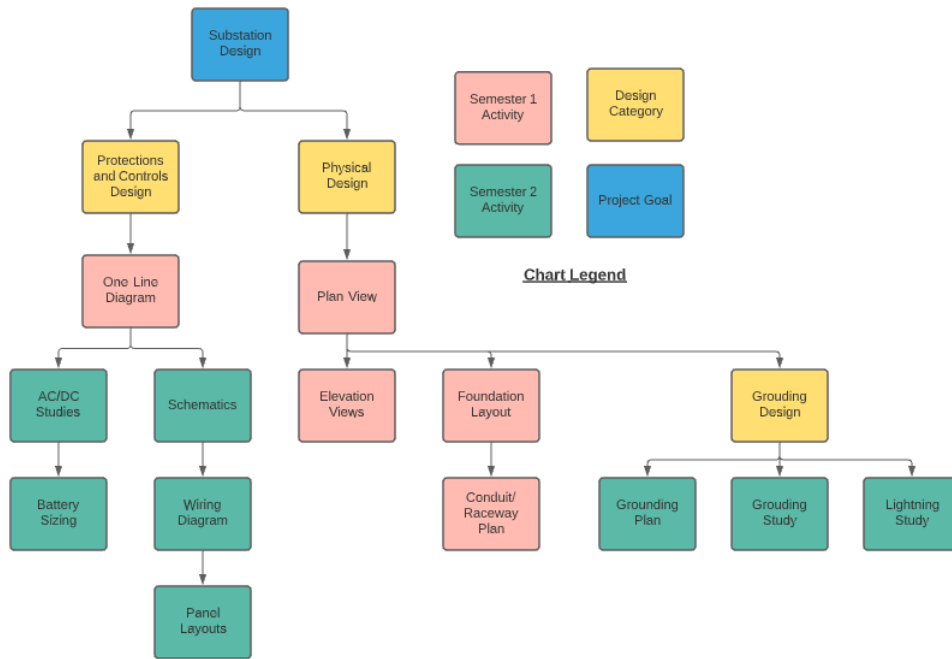 Substation
Design
Semester 1
Activity
Design
Category
Protections
and Controls
Design
Physical
Design
Semester 2
Activity
Project Goal
Chart Legend
One Line
Diagram
Plan View
AC/DC
Studies
Schematics
Elevation
Views
Foundation
Layout
Grouding
Design
Battery
Sizing
Wiring
Diagram
Conduit/
Raceway
Plan
Grounding
Plan
Grouding
Study
Lightning
Study
Panel
Layouts